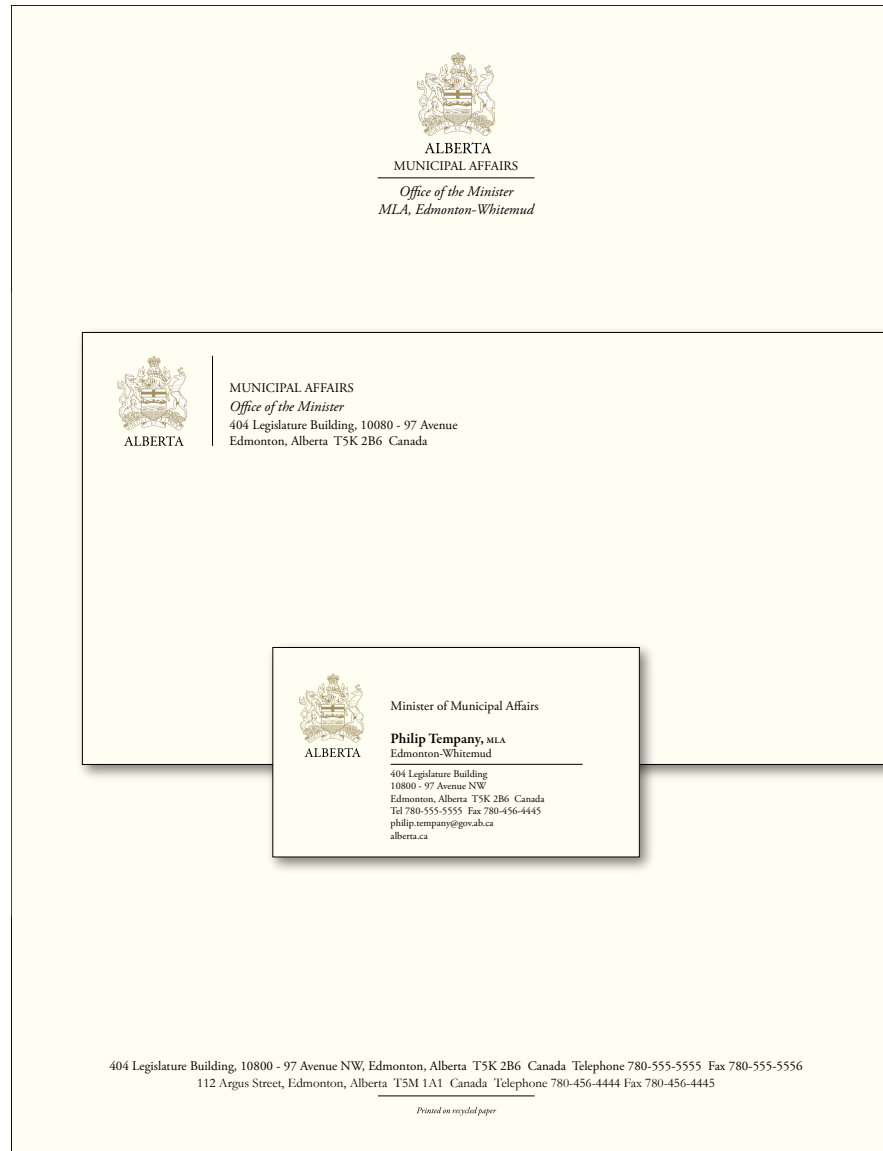 ALBERTA
MUNICIPAL AFFAIRS
Office of the Minister
MLA, Edmonton-Whitemud
ALBERTA
MUNICIPAL AFFAIRS
Office of the Minister
404 Legislature Building, 10080 - 97 Avenue
Edmonton, Alberta T5K 2B6 Canada
ALBERTA
Minister of Municipal Affairs
Philip Tempany, MLA
Edmonton-Whitemud
404 Legislature Building
10800 - 97 Avenue NW
Edmonton, Alberta T5K 2B6 Canada
Tel 780-555-5555 Fax 780-456-4445
philip.tempany@gov.ab.ca
alberta.ca
404 Legislature Building, 10800 - 97 Avenue NW, Edmonton, Alberta T5K 2B6 Canada Telephone 780-555-5555 Fax 780-555-5556
112 Argus Street, Edmonton, Alberta T5M 1A1 Canada Telephone 780-456-4444 Fax 780-456-4445
Printed on recycled paper